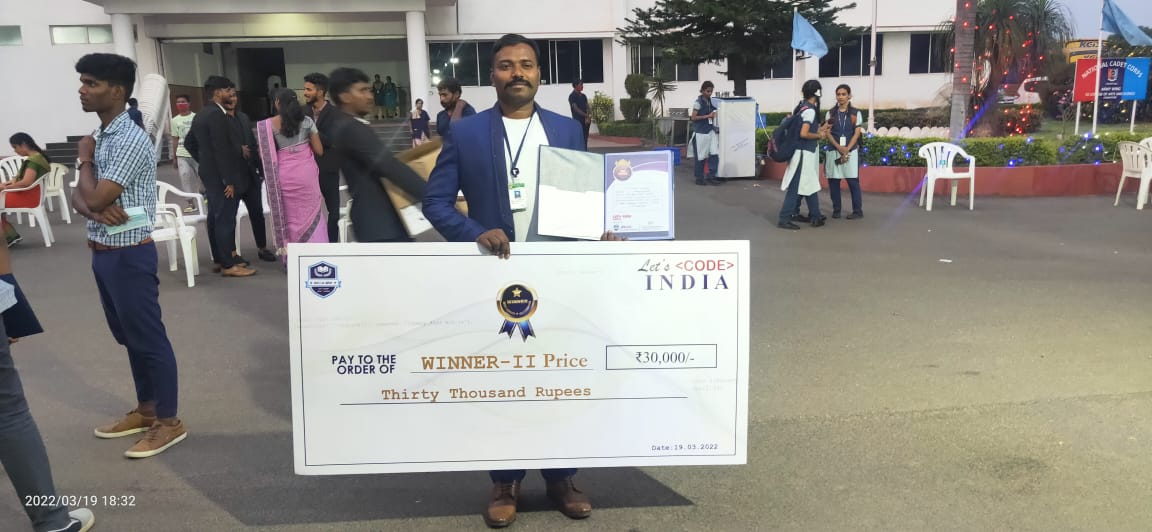 Let's <CODE>
INDIA
WINNER
PAY TO THE
ORDER OF
WINNER-II Price
₹30,000/-
Thirty Thousand Rupees
Date:19.03.2022
NATIONAL CADET CORPS
2022/03/19 18:32